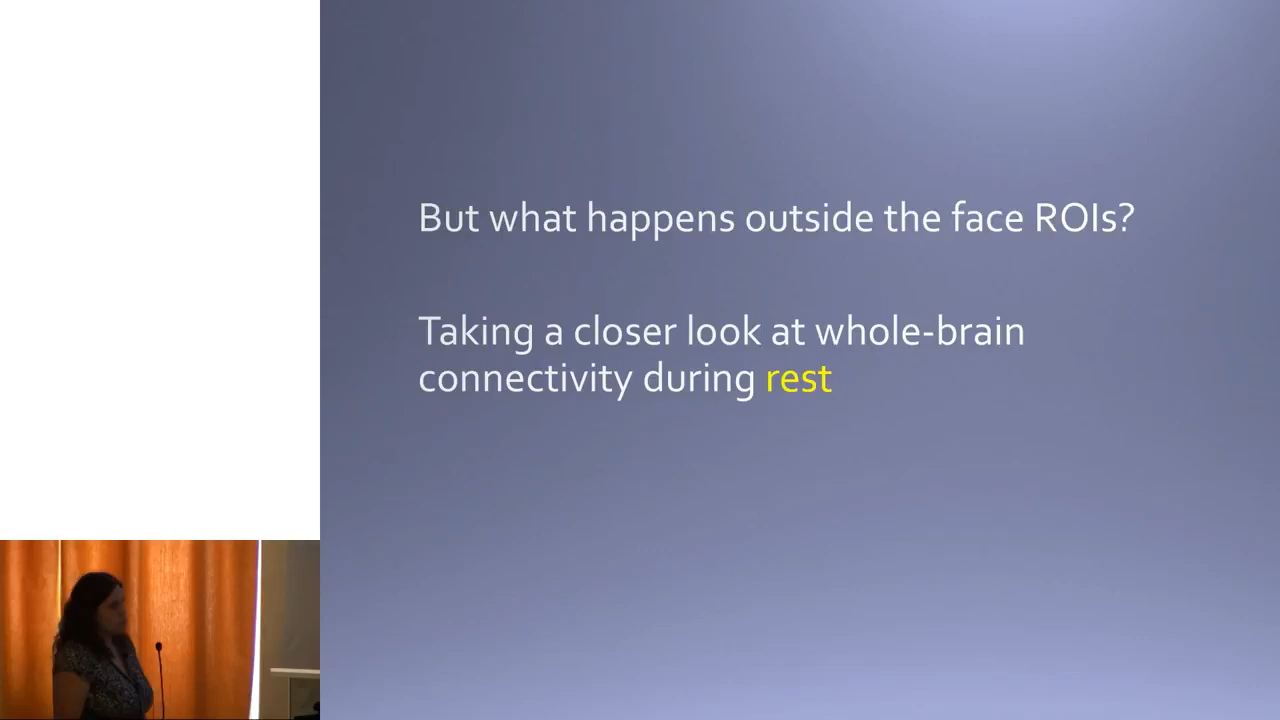 But what happens outside the face ROIs?
Taking a closer look at whole-brain
connectivity during rest